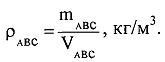 ρ_АВС = m_АВС / V_АВС, кг/м³.